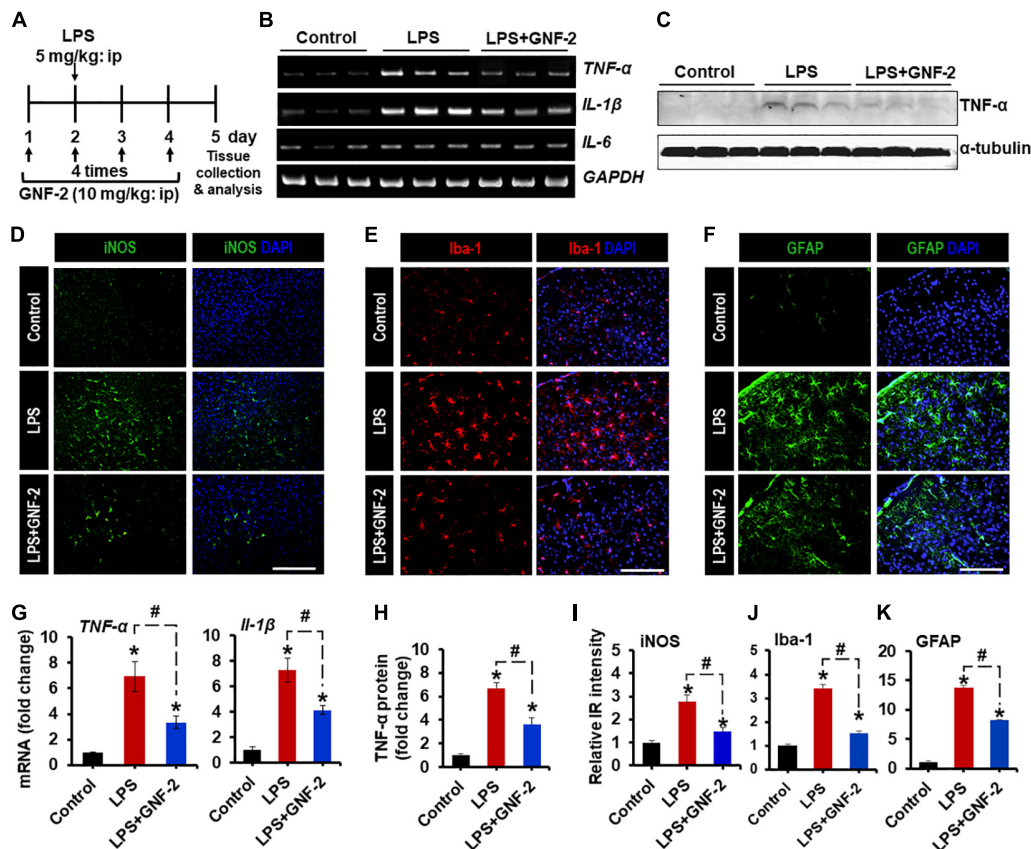 A
LPS
5 mg/kg: ip
1 2 3 4 5 day
4 times
GNF-2 (10 mg/kg: ip)
Tissue
collection
& analysis
B
Control LPS LPS+GNF-2
TNF-α
IL-1β
IL-6
GAPDH
C
Control LPS LPS+GNF-2
TNF-α
α-tubulin
D
iNOS iNOS DAPI
Control
LPS
LPS+GNF-2
E
Iba-1 Iba-1 DAPI
Control
LPS
LPS+GNF-2
F
GFAP GFAP DAPI
Control
LPS
LPS+GNF-2
G
mRNA (fold change)
TNF-α
#
10
8
6
4
2
0
*
*
Control LPS LPS+GNF-2
Il-1β
#
10
8
6
4
2
0
*
*
Control LPS LPS+GNF-2
H
TNF-α protein
(fold change)
#
10
8
6
4
2
0
*
*
Control LPS LPS+GNF-2
I
Relative IR intensity
iNOS
#
5
4
3
2
1
0
*
*
Control LPS LPS+GNF-2
J
Iba-1
#
5
4
3
2
1
0
*
*
Control LPS LPS+GNF-2
K
GFAP
#
20
15
10
5
0
*
*
Control LPS LPS+GNF-2